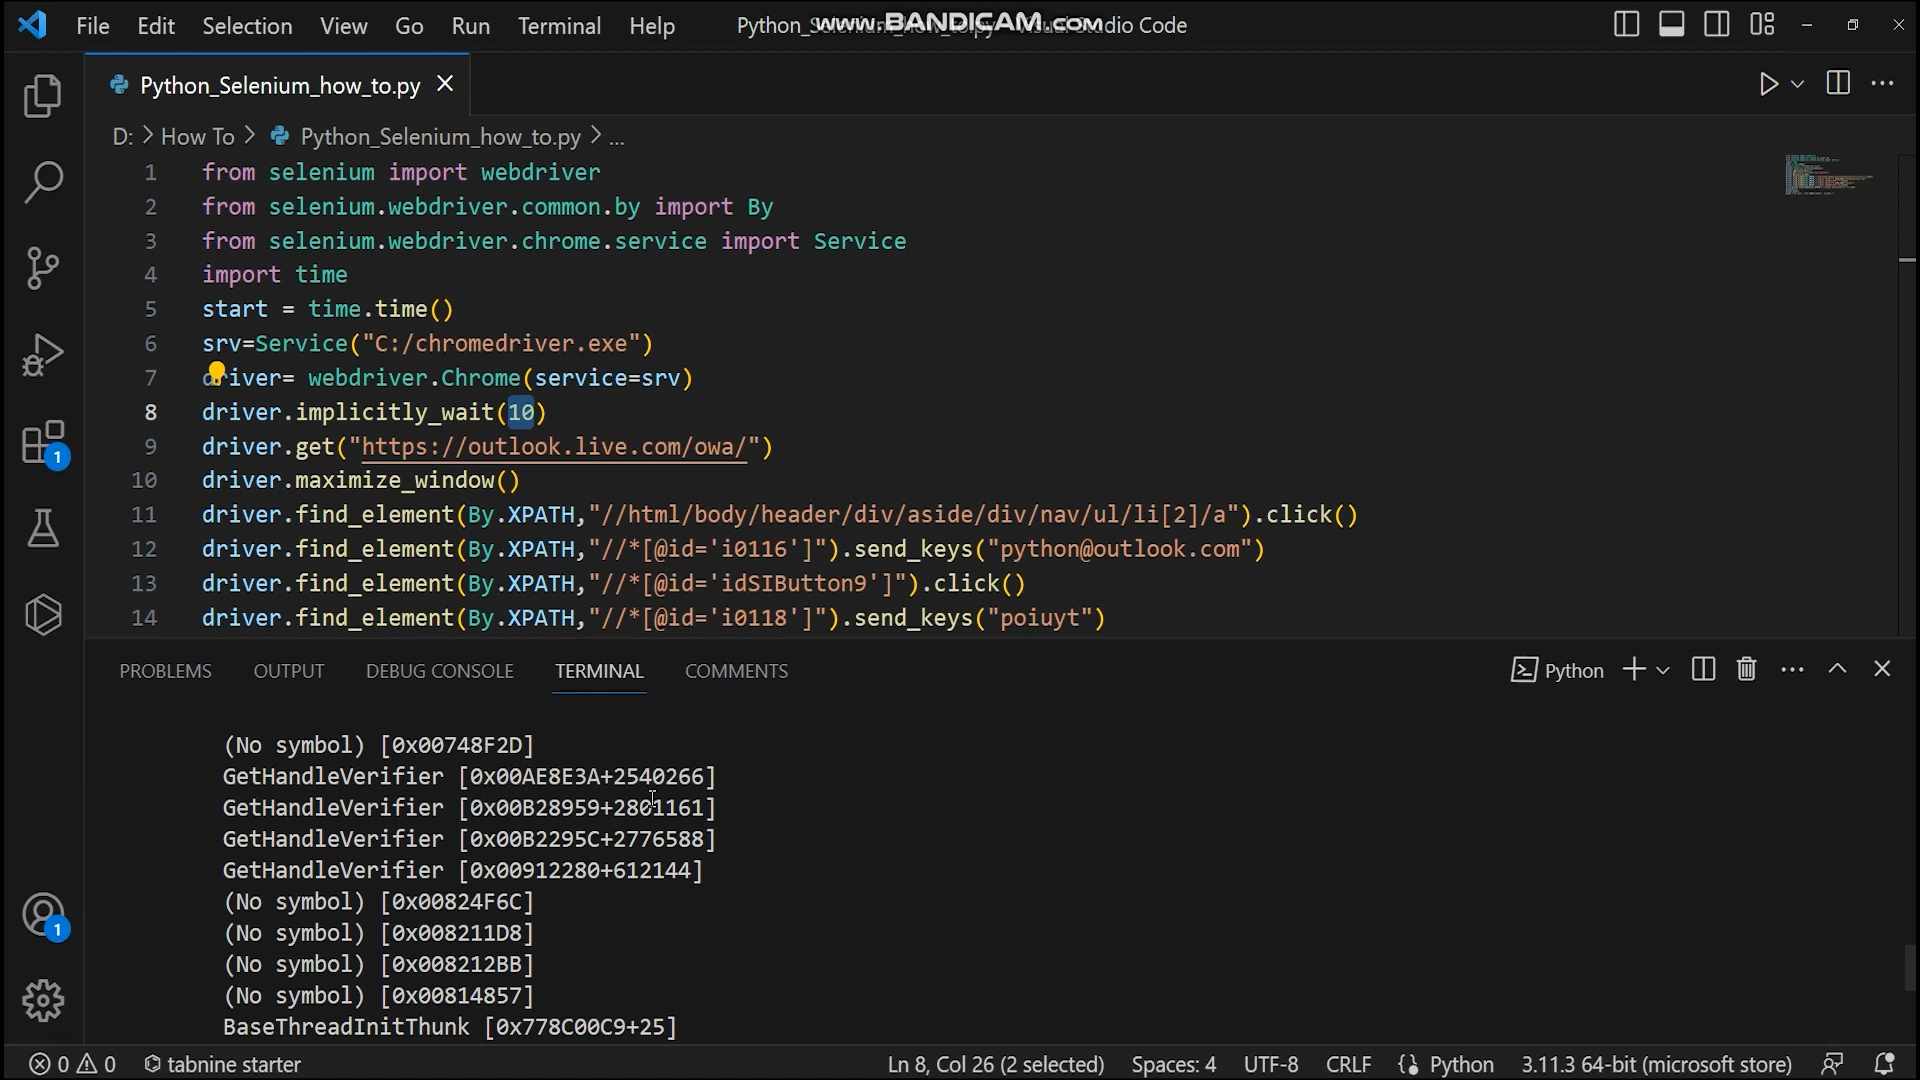 File Edit Selection View Go Run Terminal Help
www.BANDICAM.com
Python_Selenium_how_to.py - Visual Studio Code
Python_Selenium_how_to.py
D: > How To > Python_Selenium_how_to.py > ...
1 from selenium import webdriver
2 from selenium.webdriver.common.by import By
3 from selenium.webdriver.chrome.service import Service
4 import time
5 start = time.time()
6 srv=Service("C:/chromedriver.exe")
7 driver= webdriver.Chrome(service=srv)
8 driver.implicitly_wait(10)
9 driver.get("https://outlook.live.com/owa/")
10 driver.maximize_window()
11 driver.find_element(By.XPATH,"//html/body/header/div/aside/div/nav/ul/li[2]/a").click()
12 driver.find_element(By.XPATH,"//*[@id='i0116']").send_keys("python@outlook.com")
13 driver.find_element(By.XPATH,"//*[@id='idSIButton9']").click()
14 driver.find_element(By.XPATH,"//*[@id='i0118']").send_keys("poiuyt")
1
PROBLEMS OUTPUT DEBUG CONSOLE TERMINAL COMMENTS Python
(No symbol) [0x00748F2D]
GetHandleVerifier [0x00AE8E3A+2540266]
GetHandleVerifier [0x00B28959+2801161]
GetHandleVerifier [0x00B2295C+2776588]
GetHandleVerifier [0x00912280+612144]
(No symbol) [0x00824F6C]
(No symbol) [0x008211D8]
(No symbol) [0x008212BB]
(No symbol) [0x00814857]
BaseThreadInitThunk [0x778C00C9+25]
1
0 0 tabnine starter Ln 8, Col 26 (2 selected) Spaces: 4 UTF-8 CRLF Python 3.11.3 64-bit (microsoft store)